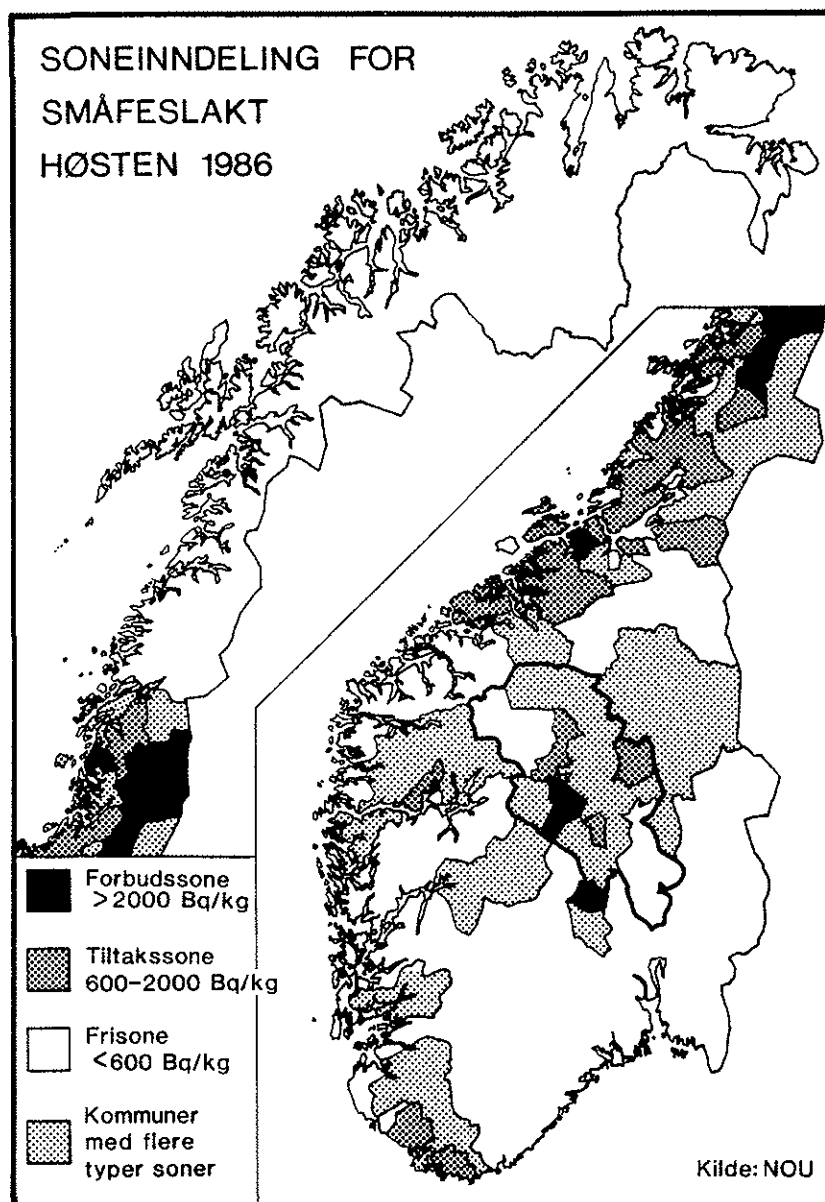 SONEINNDELING FOR
SMÅFESLAKT
HØSTEN 1986
Forbudssone
>2000 Bq/kg
Tiltakssone
600-2000 Bq/kg
Frisone
<600 Bq/kg
Kommuner
med flere
typer soner
Kilde: NOU